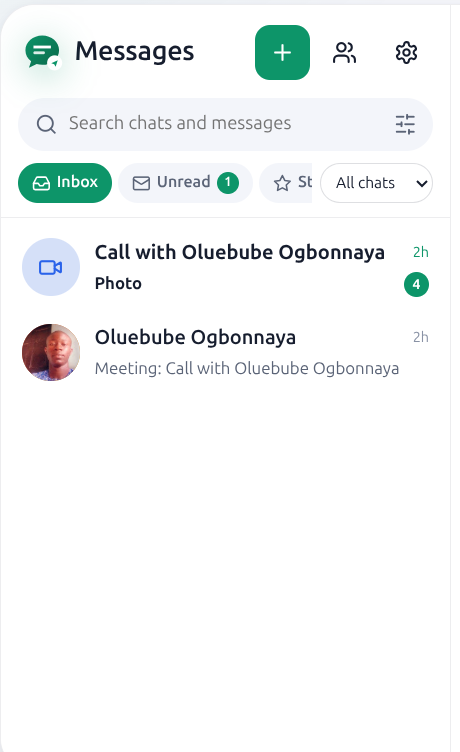 Messages
Search chats and messages
Inbox
Unread 1
St
All chats
Call with Oluebube Ogbonnaya 2h
Photo 4
Oluebube Ogbonnaya 2h
Meeting: Call with Oluebube Ogbonnaya